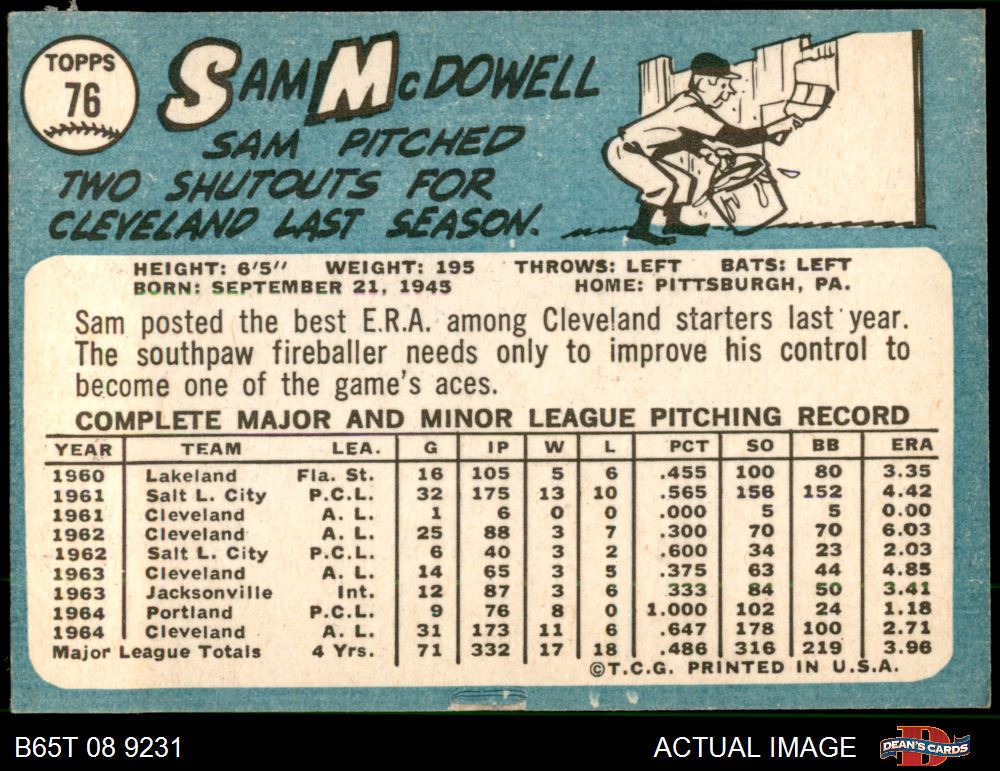 TOPPS
76
SAM McDOWELL
SAM PITCHED
TWO SHUTOUTS FOR
CLEVELAND LAST SEASON.
HEIGHT: 6'5" WEIGHT: 195 THROWS: LEFT BATS: LEFT
BORN: SEPTEMBER 21, 1945 HOME: PITTSBURGH, PA.
Sam posted the best E.R.A. among Cleveland starters last year.
The southpaw fireballer needs only to improve his control to
become one of the game's aces.
COMPLETE MAJOR AND MINOR LEAGUE PITCHING RECORD
YEAR TEAM LEA. G IP W L PCT SO BB ERA
1960 Lakeland Fla. St. 16 105 5 6 .455 100 80 3.35
1961 Salt L. City P.C.L. 32 175 13 10 .565 156 152 4.42
1961 Cleveland A. L. 1 6 0 0 .000 5 5 0.00
1962 Cleveland A. L. 25 88 3 7 .300 70 70 6.03
1962 Salt L. City P.C.L. 6 40 3 2 .600 34 23 2.03
1963 Cleveland A. L. 14 65 3 5 .375 63 44 4.85
1963 Jacksonville Int. 12 87 3 6 .333 84 50 3.41
1964 Portland P.C.L. 9 76 8 0 1.000 102 24 1.18
1964 Cleveland A. L. 31 173 11 6 .647 178 100 2.71
Major League Totals 4 Yrs. 71 332 17 18 .486 316 219 3.96
©T.C.G. PRINTED IN U.S.A.
B65T 08 9231 ACTUAL IMAGE DEAN'S CARDS